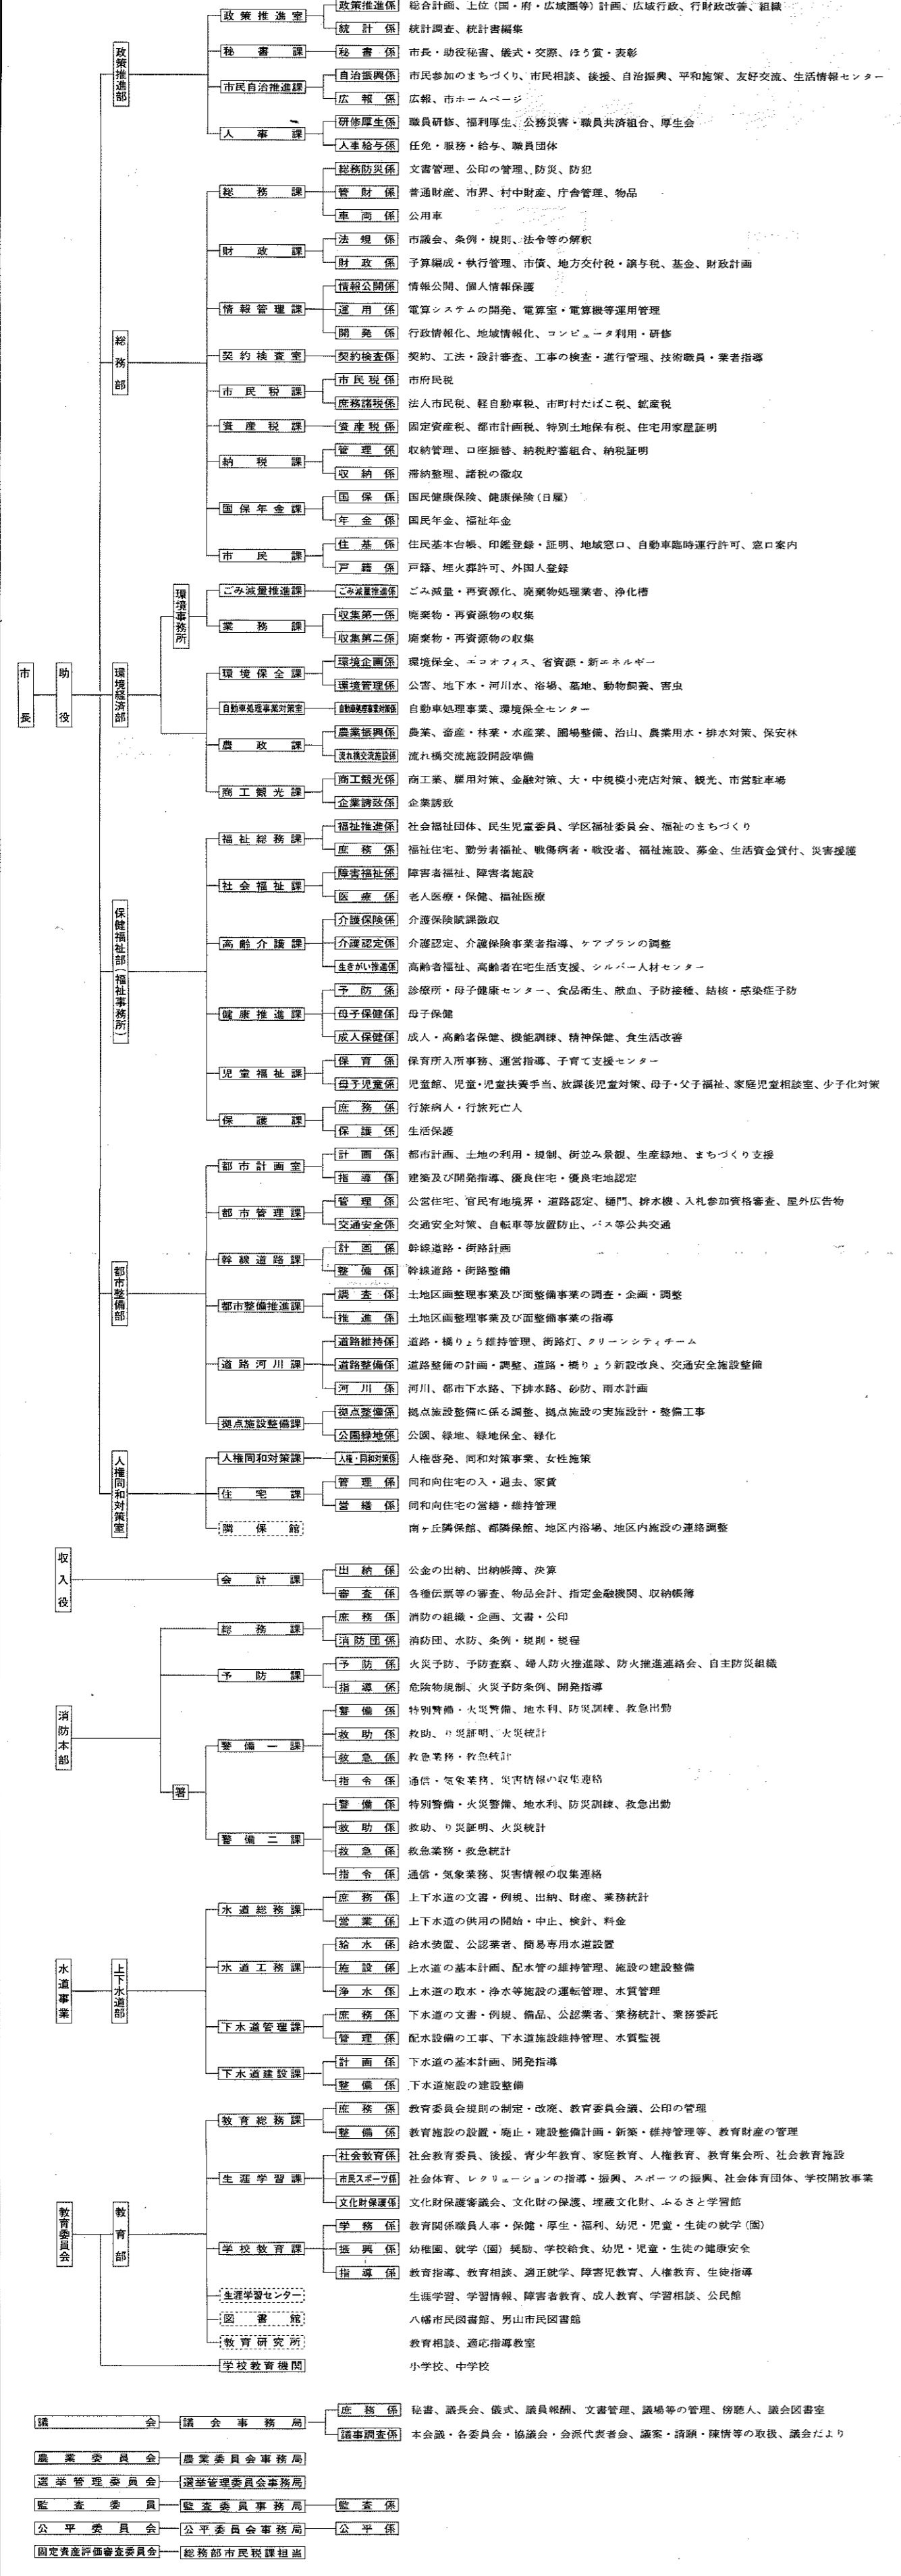 政策推進部
政策推進室 政策推進係 総合計画、上位(国・府・広域圏等)計画、広域行政、行財政改善、組織
統計係 統計調査、統計書編集
秘書課 秘書係 市長・助役秘書、儀式・交際、ほう賞・表彰
市民自治推進課 自治振興係 市民参加のまちづくり、市民相談、後援、自治振興、平和施策、友好交流、生活情報センター
広報係 広報、市ホームページ
人事課 研修厚生係 職員研修、福利厚生、公務災害・職員共済組合、厚生会
人事給与係 任免・服務・給与、職員団体
総務部
総務課 総務防災係 文書管理、公印の管理、防災、防犯
管財係 普通財産、市界、村中財産、庁舎管理、物品
車両係 公用車
財政課 法規係 市議会、条例・規則、法令等の解釈
財政係 予算編成・執行管理、市債、地方交付税・譲与税、基金、財政計画
情報管理課 情報公開係 情報公開、個人情報保護
運用係 電算システムの開発、電算室・電算機等運用管理
開発係 行政情報化、地域情報化、コンピュータ利用・研修
契約検査室 契約検査係 契約、工法・設計審査、工事の検査・進行管理、技術職員・業者指導
市民税課 市民税係 市府民税
庶務諸税係 法人市民税、軽自動車税、市町村たばこ税、鉱産税
資産税課 資産税係 固定資産税、都市計画税、特別土地保有税、住宅用家屋証明
納税課 管理係 収納管理、口座振替、納税貯蓄組合、納税証明
収納係 滞納整理、諸税の徴収
国保年金課 国保係 国民健康保険、健康保険(日雇)
年金係 国民年金、福祉年金
市民課 住基係 住民基本台帳、印鑑登録・証明、地域窓口、自動車臨時運行許可、窓口案内
戸籍係 戸籍、埋火葬許可、外国人登録
市長 助役 環境経済部
環境事務所
ごみ減量推進課 ごみ減量推進係 ごみ減量・再資源化、廃棄物処理業者、浄化槽
業務課 収集第一係 廃棄物・再資源物の収集
収集第二係 廃棄物・再資源物の収集
環境保全課 環境企画係 環境保全、エコオフィス、省資源・新エネルギー
環境管理係 公害、地下水・河川水、浴場、墓地、動物飼養、害虫
自動車処理事業対策室 自動車処理事業対策係 自動車処理事業、環境保全センター
農政課 農業振興係 農業、畜産・林業・水産業、圃場整備、治山、農業用水・排水対策、保安林
流れ橋交流施設係 流れ橋交流施設開設準備
商工観光課 商工観光係 商工業、雇用対策、金融対策、大・中規模小売店対策、観光、市営駐車場
企業誘致係 企業誘致
保健福祉部(福祉事務所)
福祉総務課 福祉推進係 社会福祉団体、民生児童委員、学区福祉委員会、福祉のまちづくり
庶務係 福祉住宅、勤労者福祉、戦傷病者・戦没者、福祉施設、募金、生活資金貸付、災害援護
社会福祉課 障害福祉係 障害者福祉、障害者施設
医療係 老人医療・保健、福祉医療
高齢介護課 介護保険係 介護保険賦課徴収
介護認定係 介護認定、介護保険事業者指導、ケアプランの調整
生きがい推進係 高齢者福祉、高齢者在宅生活支援、シルバー人材センター
健康推進課 予防係 診療所・母子健康センター、食品衛生、献血、予防接種、結核・感染症予防
母子保健係 母子保健
成人保健係 成人・高齢者保健、機能訓練、精神保健、食生活改善
児童福祉課 保育係 保育所入所事務、運営指導、子育て支援センター
母子児童係 児童館、児童・児童扶養手当、放課後児童対策、母子・父子福祉、家庭児童相談室、少子化対策
保護課 庶務係 行旅病人・行旅死亡人
保護係 生活保護
都市整備部
都市計画室 計画係 都市計画、土地の利用・規制、街並み景観、生産緑地、まちづくり支援
指導係 建築及び開発指導、優良住宅・優良宅地認定
都市管理課 管理係 公営住宅、官民有地境界・道路認定、樋門、排水機、入札参加資格審査、屋外広告物
交通安全係 交通安全対策、自転車等放置防止、バス等公共交通
幹線道路課 計画係 幹線道路・街路計画
整備係 幹線道路・街路整備
都市整備推進課 調査係 土地区画整理事業及び面整備事業の調査・企画・調整
推進係 土地区画整理事業及び面整備事業の指導
道路河川課 道路維持係 道路・橋りょう維持管理、街路灯、クリーンシティチーム
道路整備係 道路整備の計画・調整、道路・橋りょう新設改良、交通安全施設整備
河川係 河川、都市下水路、下排水路、砂防、雨水計画
拠点施設整備課 拠点整備係 拠点施設整備に係る調整、拠点施設の実施設計・整備工事
公園緑地係 公園、緑地、緑地保全、緑化
人権同和対策室
人権同和対策課 人権・同和対策係 人権啓発、同和対策事業、女性施策
住宅課 管理係 同和向住宅の入・退去、家賃
営繕係 同和向住宅の営繕・維持管理
隣保館 南ヶ丘隣保館、都隣保館、地区内浴場、地区内施設の連絡調整
収入役
会計課 出納係 公金の出納、出納帳簿、決算
審査係 各種伝票等の審査、物品会計、指定金融機関、収納帳簿
消防本部
総務課 庶務係 消防の組織・企画、文書・公印
消防団係 消防団、水防、条例・規則・規程
予防課 予防係 火災予防、予防査察、婦人防火推進隊、防火推進連絡会、自主防災組織
指導係 危険物規制、火災予防条例、開発指導
署
警備一課 警備係 特別警備・火災警備、地水利、防災訓練、救急出動
救助係 救助、り災証明、火災統計
救急係 救急業務・救急統計
指令係 通信・気象業務、災害情報の収集連絡
警備二課 警備係 特別警備・火災警備、地水利、防災訓練、救急出動
救助係 救助、り災証明、火災統計
救急係 救急業務・救急統計
指令係 通信・気象業務、災害情報の収集連絡
水道事業 上下水道部
水道総務課 庶務係 上下水道の文書・例規、出納、財産、業務統計
営業係 上下水道の供用の開始・中止、検針、料金
水道工務課 給水係 給水装置、公認業者、簡易専用水道設置
施設係 上水道の基本計画、配水管の維持管理、施設の建設整備
浄水係 上水道の取水・浄水等施設の運転管理、水質管理
下水道管理課 庶務係 下水道の文書・例規、備品、公認業者、業務統計、業務委託
管理係 配水設備の工事、下水道施設維持管理、水質監視
下水道建設課 計画係 下水道の基本計画、開発指導
整備係 下水道施設の建設整備
教育委員会 教育部
教育総務課 庶務係 教育委員会規則の制定・改廃、教育委員会議、公印の管理
整備係 教育施設の設置・廃止・建設整備計画・新築・維持管理等、教育財産の管理
生涯学習課 社会教育係 社会教育委員、後援、青少年教育、家庭教育、人権教育、教育集会所、社会教育施設
市民スポーツ係 社会体育、レクリェーションの指導・振興、スポーツの振興、社会体育団体、学校開放事業
文化財保護係 文化財保護審議会、文化財の保護、埋蔵文化財、ふるさと学習館
学校教育課 学務係 教育関係職員人事・保健・厚生・福利、幼児・児童・生徒の就学(園)
振興係 幼稚園、就学(園)奨励、学校給食、幼児・児童・生徒の健康安全
指導係 教育指導、教育相談、適正就学、障害児教育、人権教育、生徒指導
生涯学習センター 生涯学習、学習情報、障害者教育、成人教育、学習相談、公民館
図書館 八幡市民図書館、男山市民図書館
教育研究所 教育相談、適応指導教室
学校教育機関 小学校、中学校
議会 議会事務局 庶務係 秘書、議長会、儀式、議員報酬、文書管理、議場等の管理、傍聴人、議会図書室
議事調査係 本会議・各委員会・協議会・会派代表者会、議案・請願・陳情等の取扱、議会だより
農業委員会 農業委員会事務局
選挙管理委員会 選挙管理委員会事務局
監査委員 監査委員事務局 監査係
公平委員会 公平委員会事務局 公平係
固定資産評価審査委員会 総務部市民税課担当